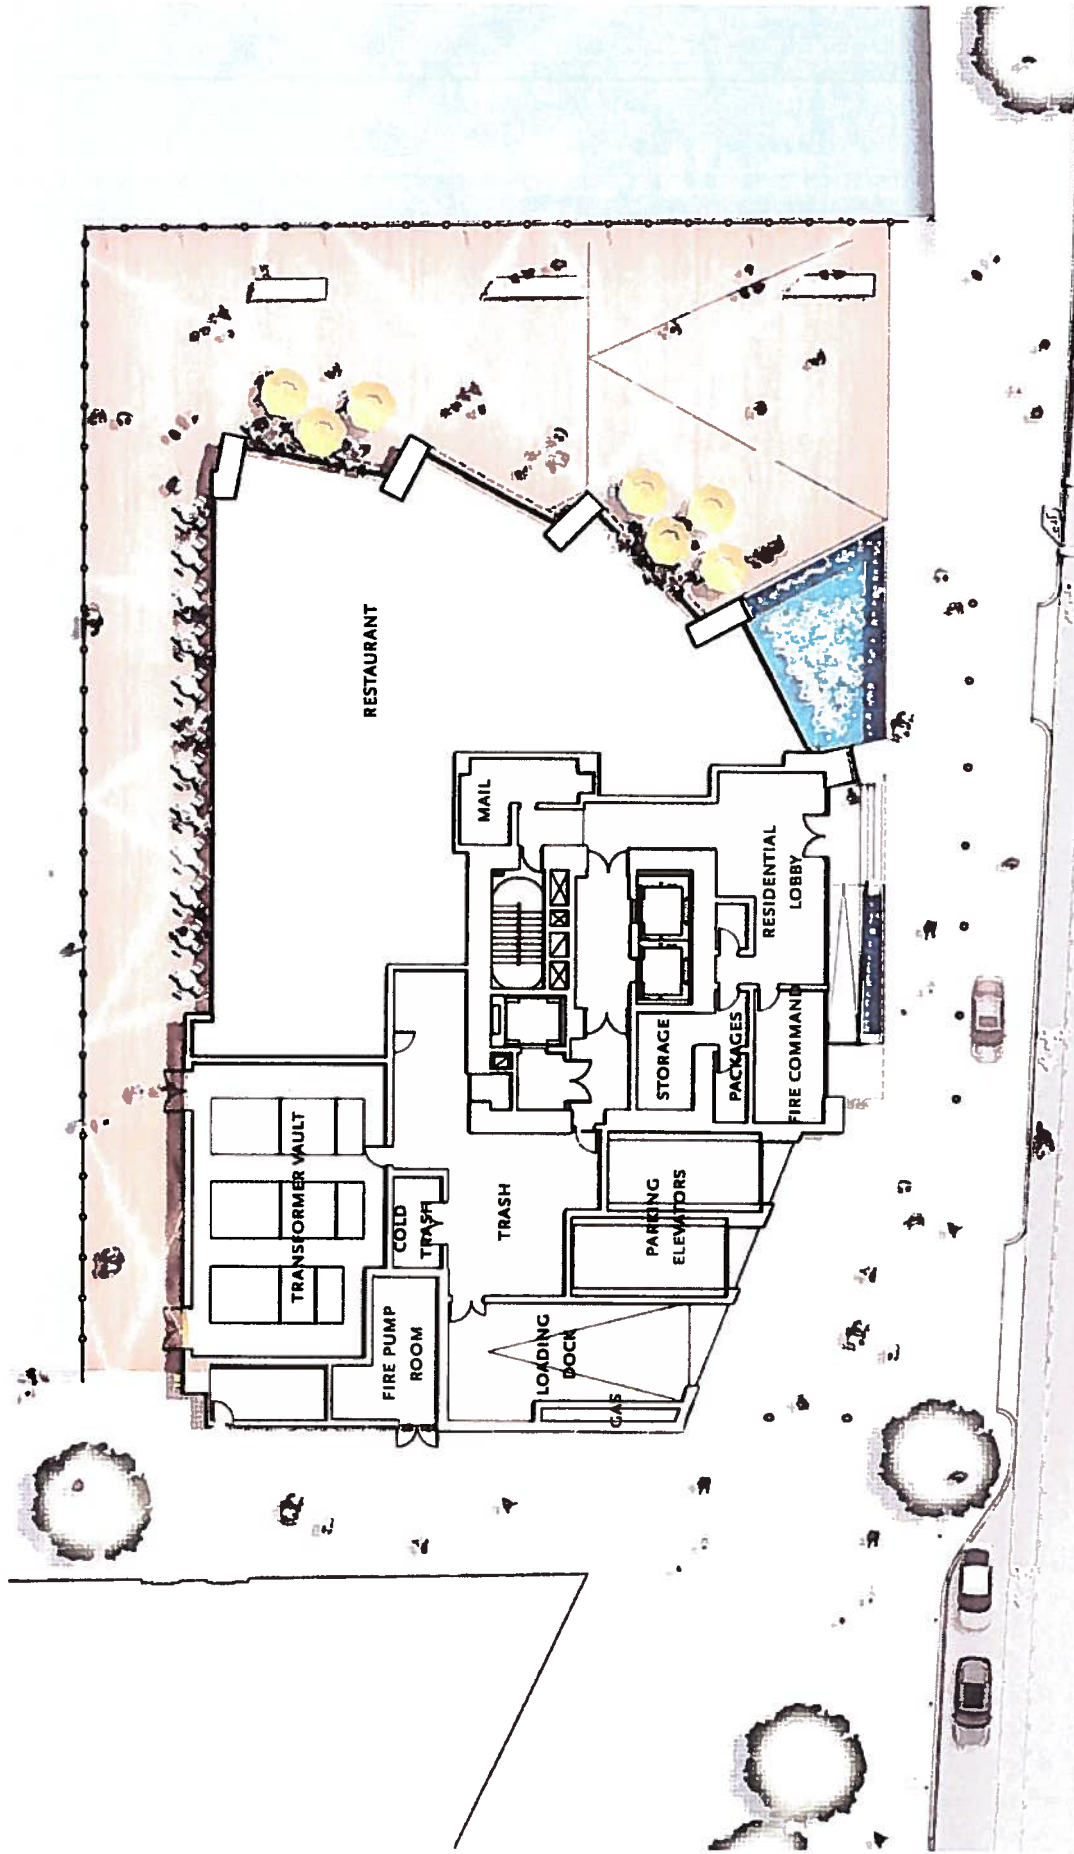 RESTAURANT
MAIL
RESIDENTIAL
LOBBY
STORAGE
PACKAGES
FIRE COMMAND
TRANSFORMER VAULT
COLD
TRASH
TRASH
PARKING
ELEVATORS
FIRE PUMP
ROOM
LOADING
DOCK
GAS